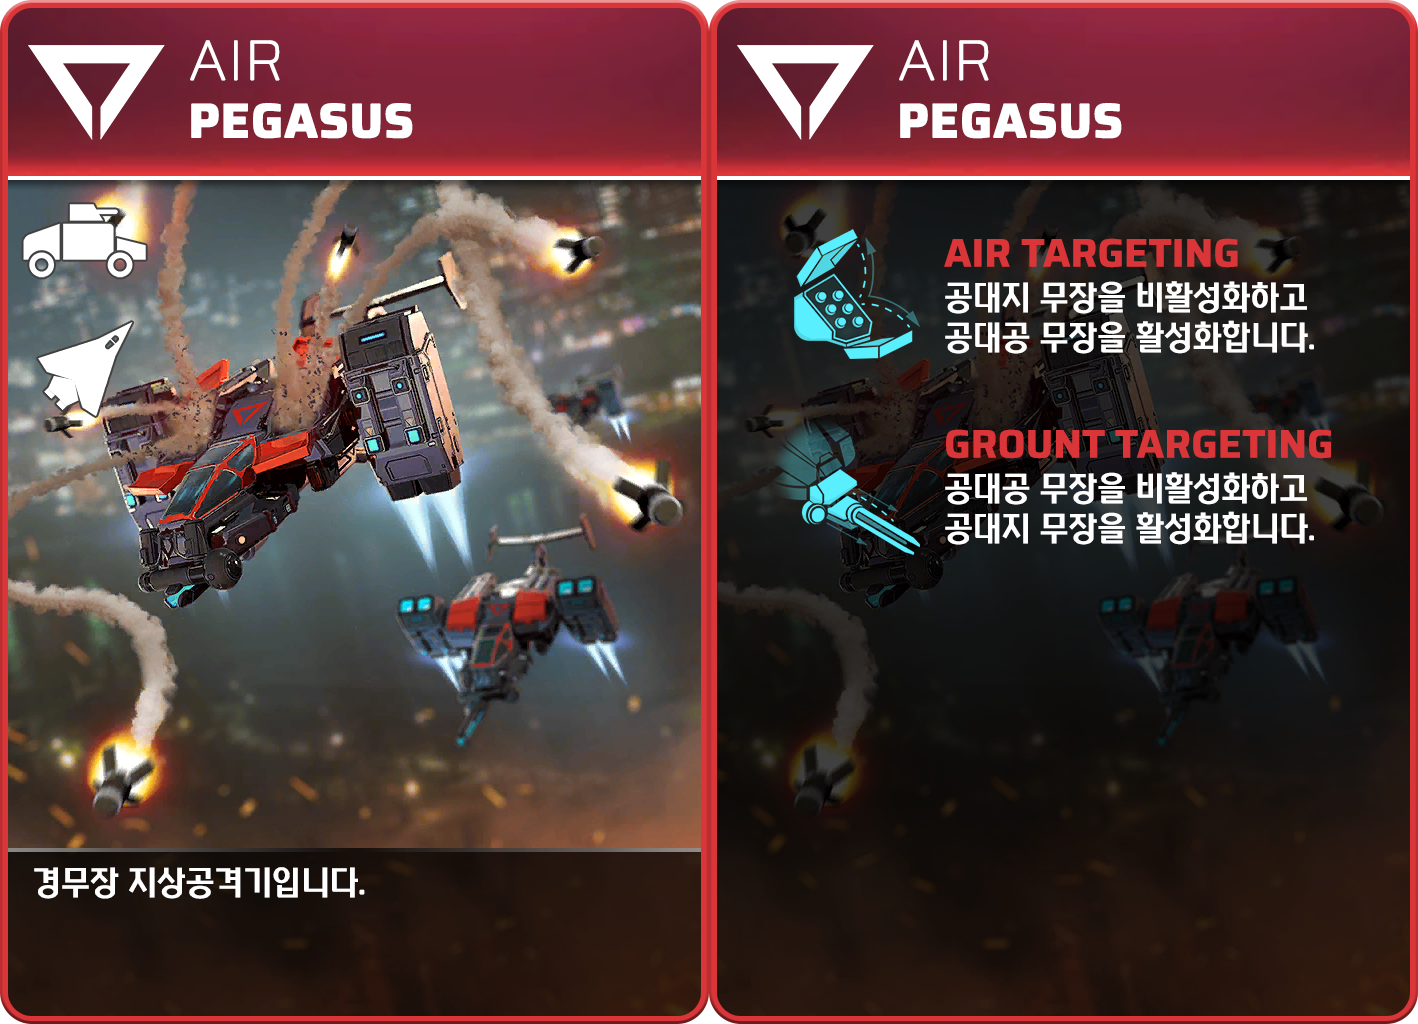 AIR
PEGASUS
경무장 지상공격기입니다.
AIR
PEGASUS
AIR TARGETING
공대지 무장을 비활성화하고
공대공 무장을 활성화합니다.
GROUNT TARGETING
공대공 무장을 비활성화하고
공대지 무장을 활성화합니다.